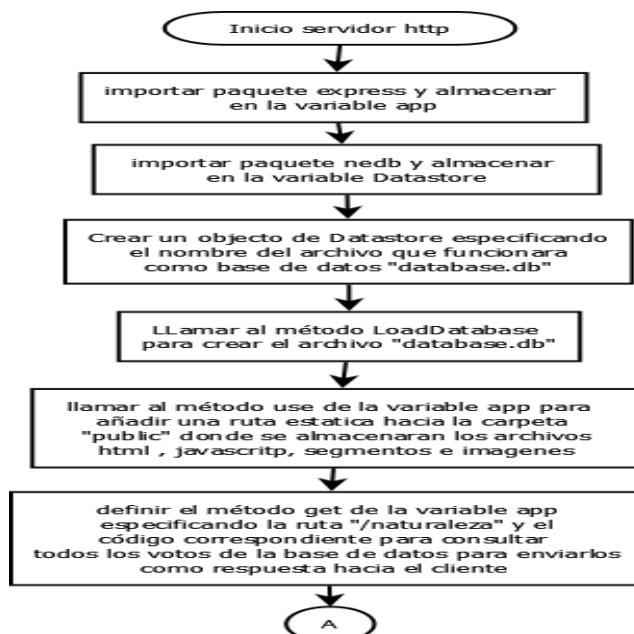 Inicio servidor http
importar paquete express y almacenar
en la variable app
importar paquete nedb y almacenar
en la variable Datastore
Crear un objecto de Datastore especificando
el nombre del archivo que funcionara
como base de datos "database.db"
LLamar al método LoadDatabase
para crear el archivo "database.db"
llamar al método use de la variable app para
añadir una ruta estatica hacia la carpeta
"public" donde se almacenaran los archivos
html , javascritp, segmentos e imagenes
definir el método get de la variable app
especificando la ruta "/naturaleza" y el
código correspondiente para consultar
todos los votos de la base de datos para enviarlos
como respuesta hacia el cliente
A